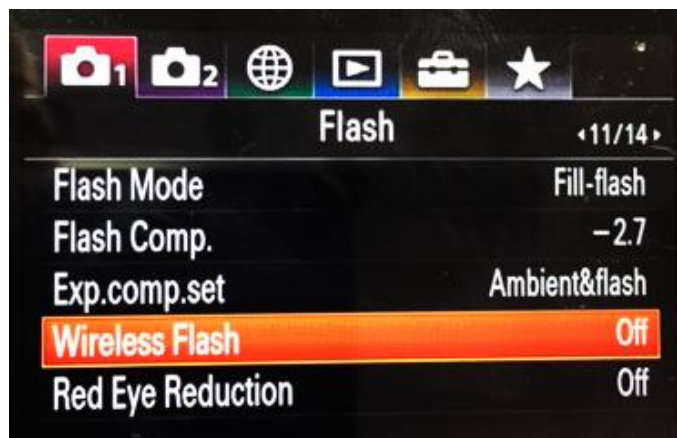 1 2
Flash ◂11/14▸
Flash Mode Fill-flash
Flash Comp. −2.7
Exp.comp.set Ambient&flash
Wireless Flash Off
Red Eye Reduction Off